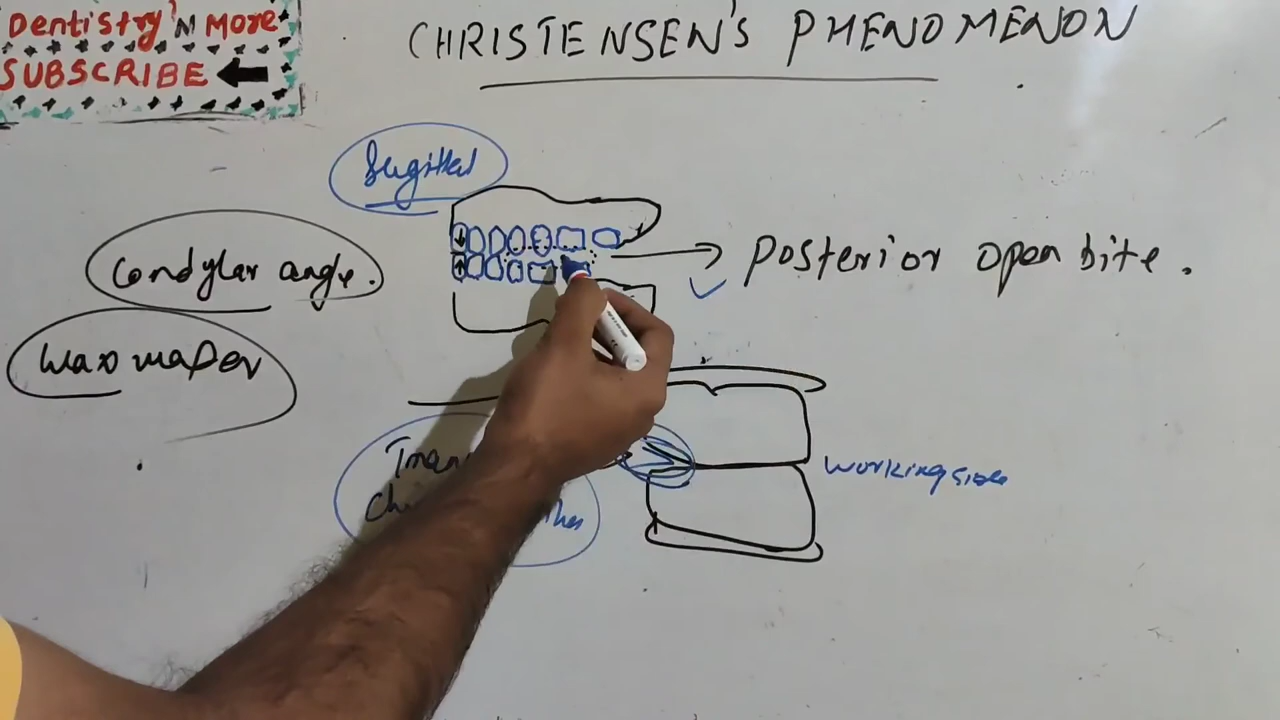 Dentistry 'N More
SUBSCRIBE
CHRISTENSEN'S PHENOMENON
Sagittal
Condylar angle.
Posterior open bite.
Wax wafer
working side